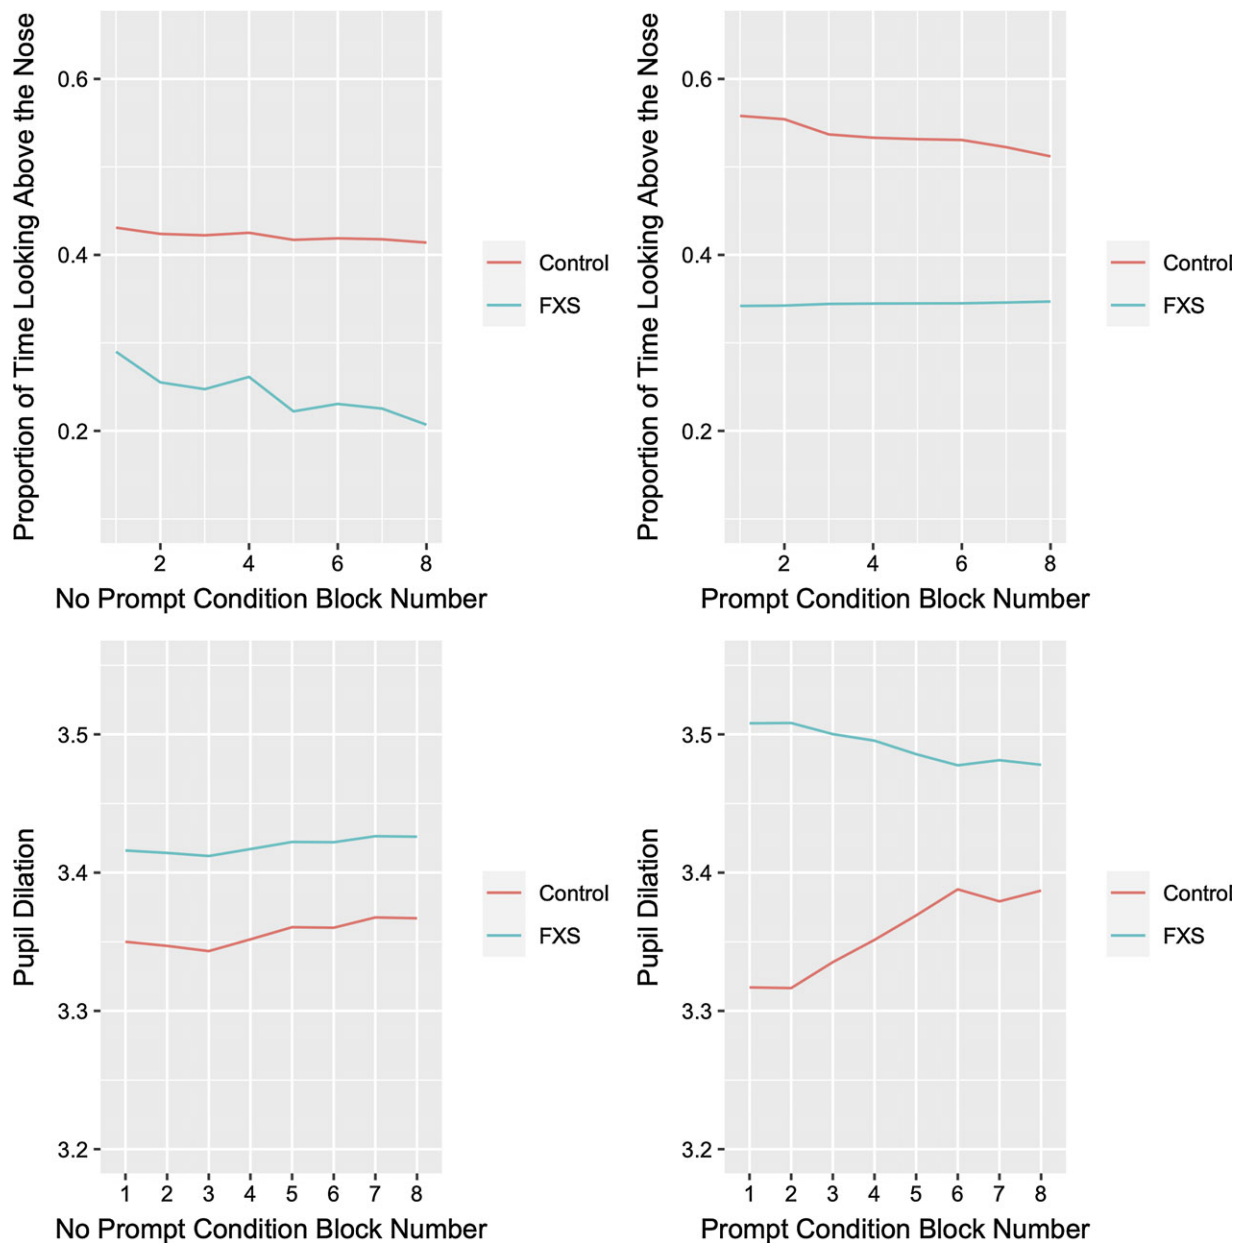 Proportion of Time Looking Above the Nose
0.6
0.4
0.2
2 4 6 8
No Prompt Condition Block Number
Control
FXS
Proportion of Time Looking Above the Nose
0.6
0.4
0.2
2 4 6 8
Prompt Condition Block Number
Control
FXS
Pupil Dilation
3.5
3.4
3.3
3.2
1 2 3 4 5 6 7 8
No Prompt Condition Block Number
Control
FXS
Pupil Dilation
3.5
3.4
3.3
3.2
1 2 3 4 5 6 7 8
Prompt Condition Block Number
Control
FXS